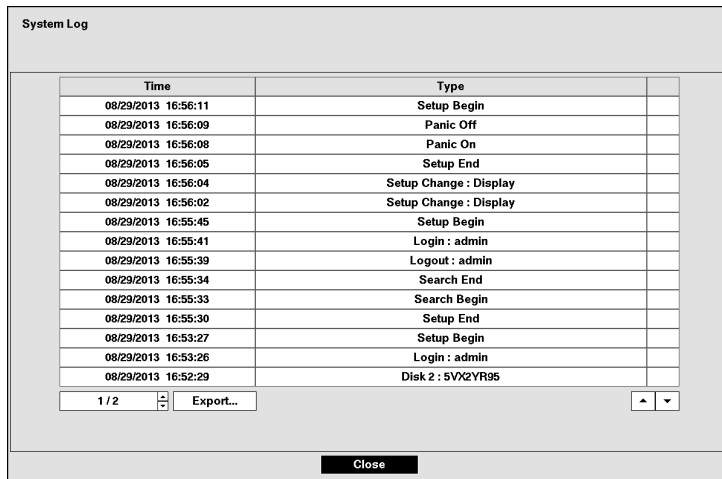 System Log
Time Type
08/29/2013 16:56:11 Setup Begin
08/29/2013 16:56:09 Panic Off
08/29/2013 16:56:08 Panic On
08/29/2013 16:56:05 Setup End
08/29/2013 16:56:04 Setup Change : Display
08/29/2013 16:56:02 Setup Change : Display
08/29/2013 16:55:45 Setup Begin
08/29/2013 16:55:41 Login : admin
08/29/2013 16:55:39 Logout : admin
08/29/2013 16:55:34 Search End
08/29/2013 16:55:33 Search Begin
08/29/2013 16:55:30 Setup End
08/29/2013 16:53:27 Setup Begin
08/29/2013 16:53:26 Login : admin
08/29/2013 16:52:29 Disk 2 : 5VX2YR95
1 / 2 Export...
Close